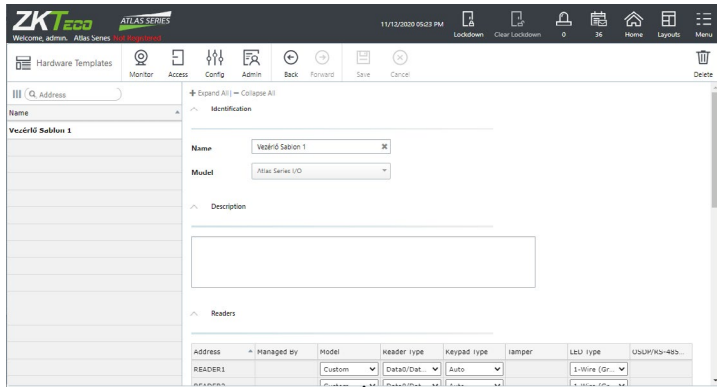 ZKTeco ATLAS SERIES
Welcome, admin. Atlas Series Not Registered
11/12/2020 05:23 PM
Lockdown Clear Lockdown 0 36 Home Layouts Menu
Hardware Templates
Monitor Access Config Admin Back Forward Save Cancel Delete
Address
Name
Vezérlő Sablon 1
+ Expand All | − Collapse All
Identification
Name Vezérlő Sablon 1
Model Atlas Series I/O
Description
Readers
Address Managed By Model Reader Type Keypad Type Tamper LED Type OSDP/RS-485...
READER1 Custom Data0/Dat... Auto 1-Wire (Gr...